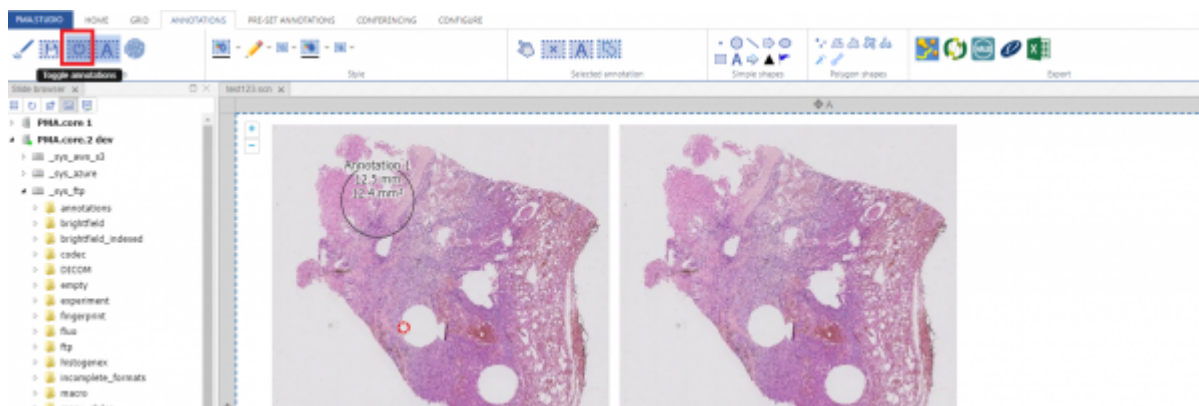 PMA.STUDIO HOME GRID ANNOTATIONS PRE-SET ANNOTATIONS CONFERENCING CONFIGURE
Toggle annotations
Style
Selected annotation
Simple shapes
Polygon shapes
Export
Slide browser
test123.svh
A
PMA.core 1
PMA.core.2 dev
_sys_aws_s3
_sys_azure
_sys_ftp
annotations
brightfield
brightfield_indexed
codec
DICOM
empty
experiment
fingerprint
fluo
ftp
histogenex
incomplete_formats
macro
Annotation 1
12.5 mm
12.4 mm²